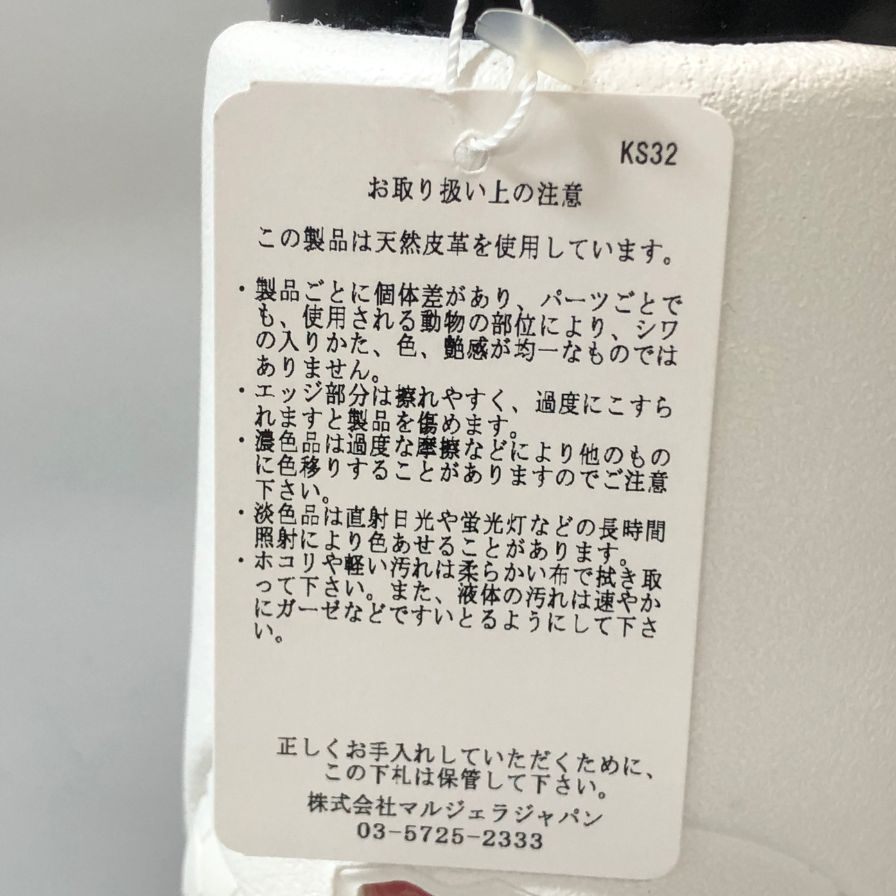 KS32
お取り扱い上の注意
この製品は天然皮革を使用しています。
・製品ごとに個体差があり、パーツごとで
も、使用される動物の部位により、シワ
の入りかた、色、艶感が均一なものでは
ありません。
・エッジ部分は擦れやすく、過度にこすら
れますと製品を傷めます。
・濃色品は過度な摩擦などにより他のもの
に色移りすることがありますのでご注意
下さい。
・淡色品は直射日光や蛍光灯などの長時間
照射により色あせることがあります。
・ホコリや軽い汚れは柔らかい布で拭き取
って下さい。また、液体の汚れは速やか
にガーゼなどですいとるようにして下さ
い。
正しくお手入れしていただくために、
この下札は保管して下さい。
株式会社マルジェラジャパン
03-5725-2333